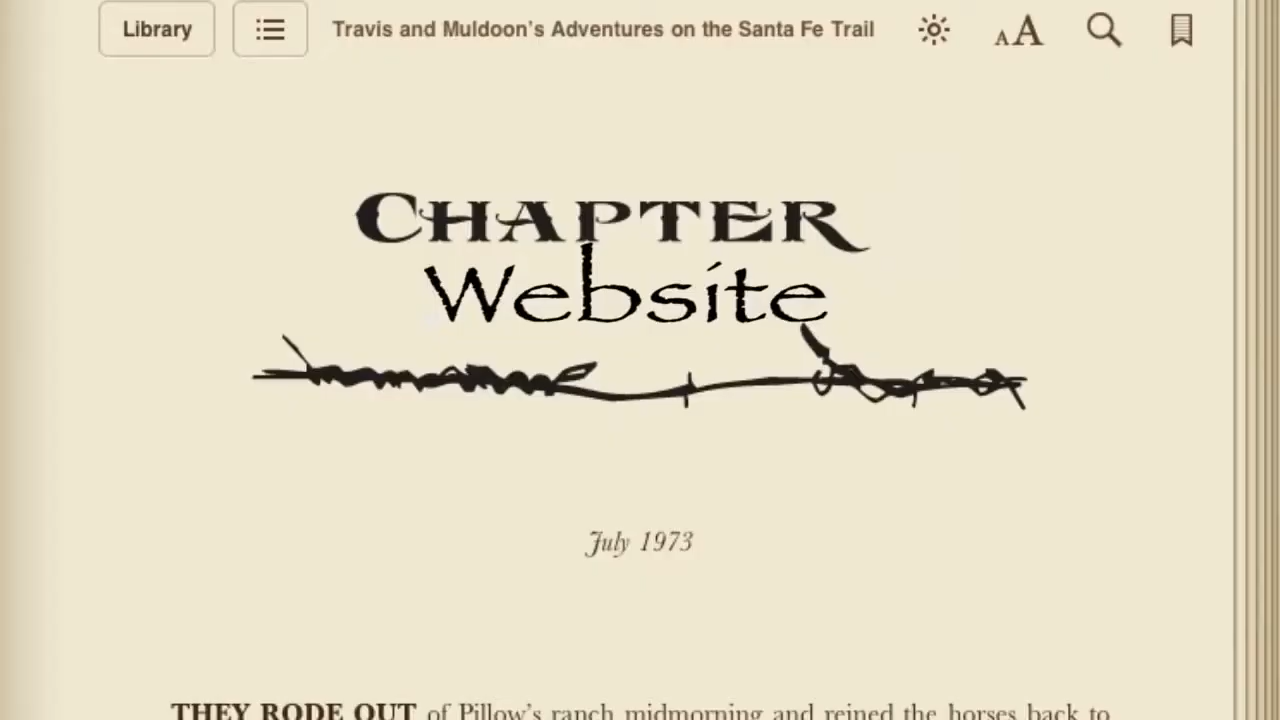 Library
Travis and Muldoon's Adventures on the Santa Fe Trail
AA
CHAPTER
Website
July 1973
THEY RODE OUT of Pillow's ranch midmorning and reined the horses back to